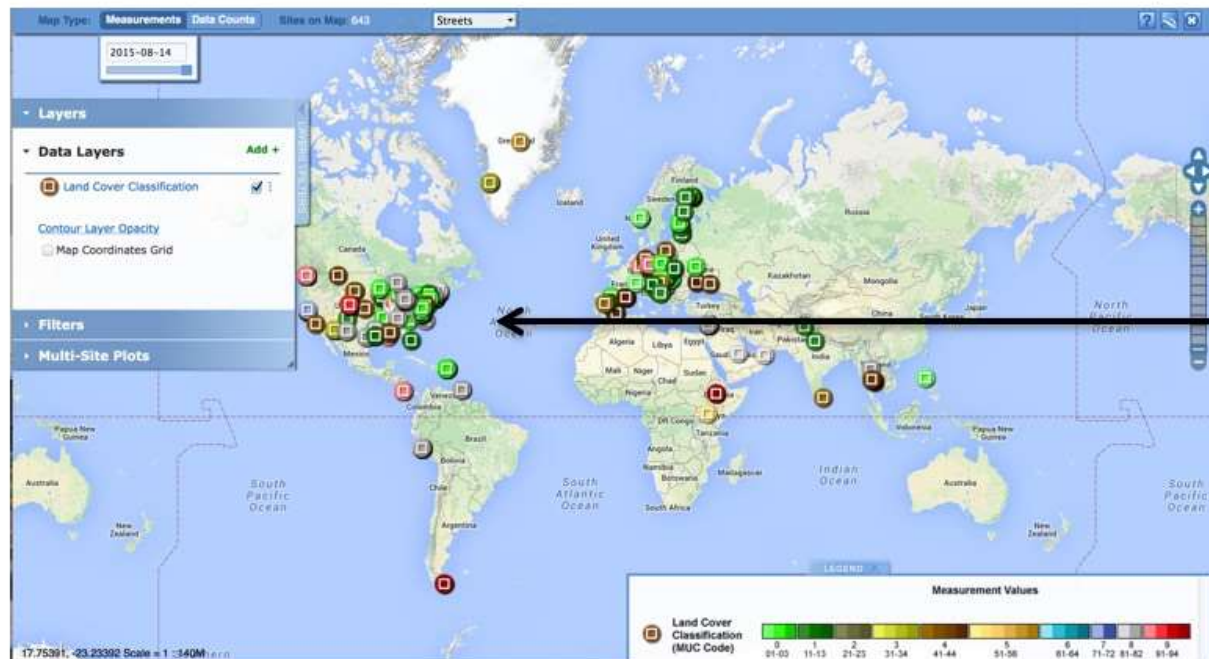 Map Type: Measurements Data Counts Sites on Map: 643 Streets ?
2015-08-14
Layers
Data Layers Add +
Land Cover Classification
Contour Layer Opacity
Map Coordinates Grid
Filters
Multi-Site Plots
Finland
Sweden
Iceland
Russia
United
Kingdom
Canada
Kazakhstan
Mongolia
Turkey
China
Japan
North
Pacific
Ocean
Ocean
Mexico
Algeria
Libya
Egypt
Iraq
Iran
Pakistan
India
Saudi
Mali
Niger
Chad
Sudan
Nigeria
Colombia
DR Congo
Tanzania
Indonesia
Papua New
Guinea
Papua New
Guinea
Brazil
Bolivia
Angola
Namibia
Botswana
Madagascar
Indian
Ocean
Australia
Australia
South
Pacific
Ocean
Chile
South
Atlantic
Ocean
South Africa
South
Pacific
Ocean
New
Zealand
Argentina
New
Zealand
LEGEND
Measurement Values
Land Cover
Classification
(MUC Code)
0 1 2 3 4 5 6 7 8 9
01-03 11-13 21-23 31-34 41-44 51-56 61-64 71-72 81-82 91-94
17.75391, -23.23392 Scale = 1 : 140M